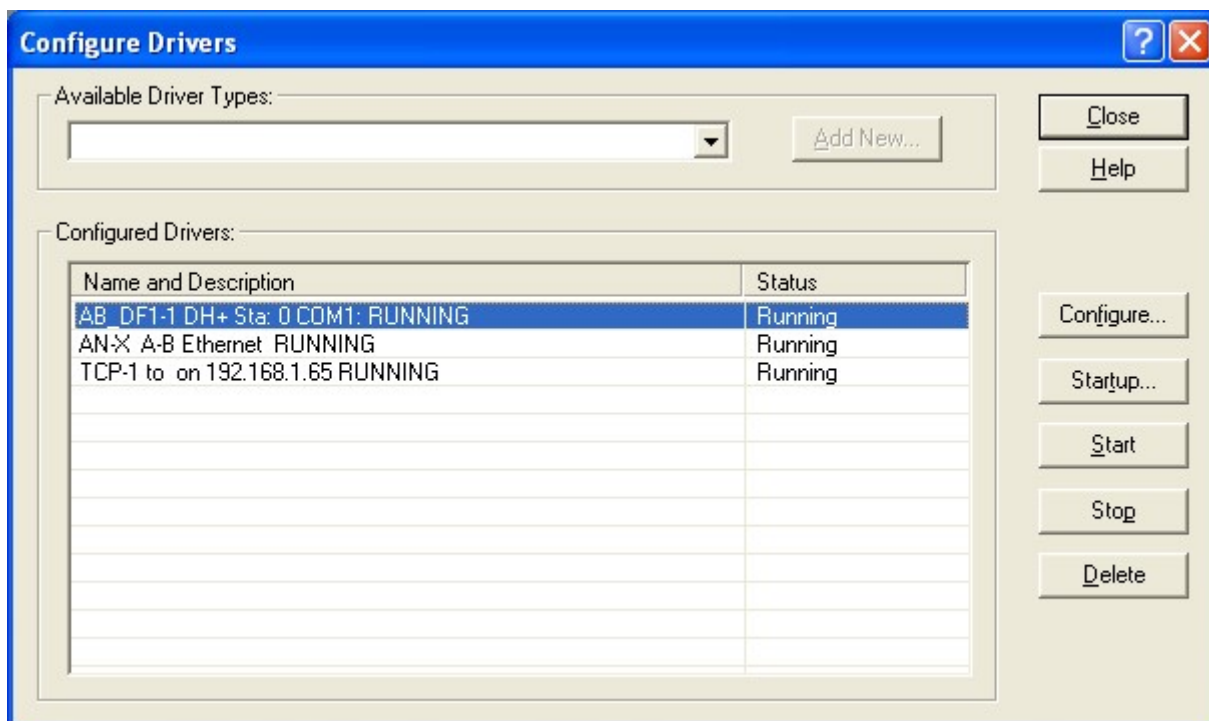 Configure Drivers
Available Driver Types:
Add New...
Close
Help
Configured Drivers:
Name and Description Status
AB_DF1-1 DH+ Sta: 0 COM1: RUNNING Running
AN-X A-B Ethernet RUNNING Running
TCP-1 to on 192.168.1.65 RUNNING Running
Configure...
Startup...
Start
Stop
Delete